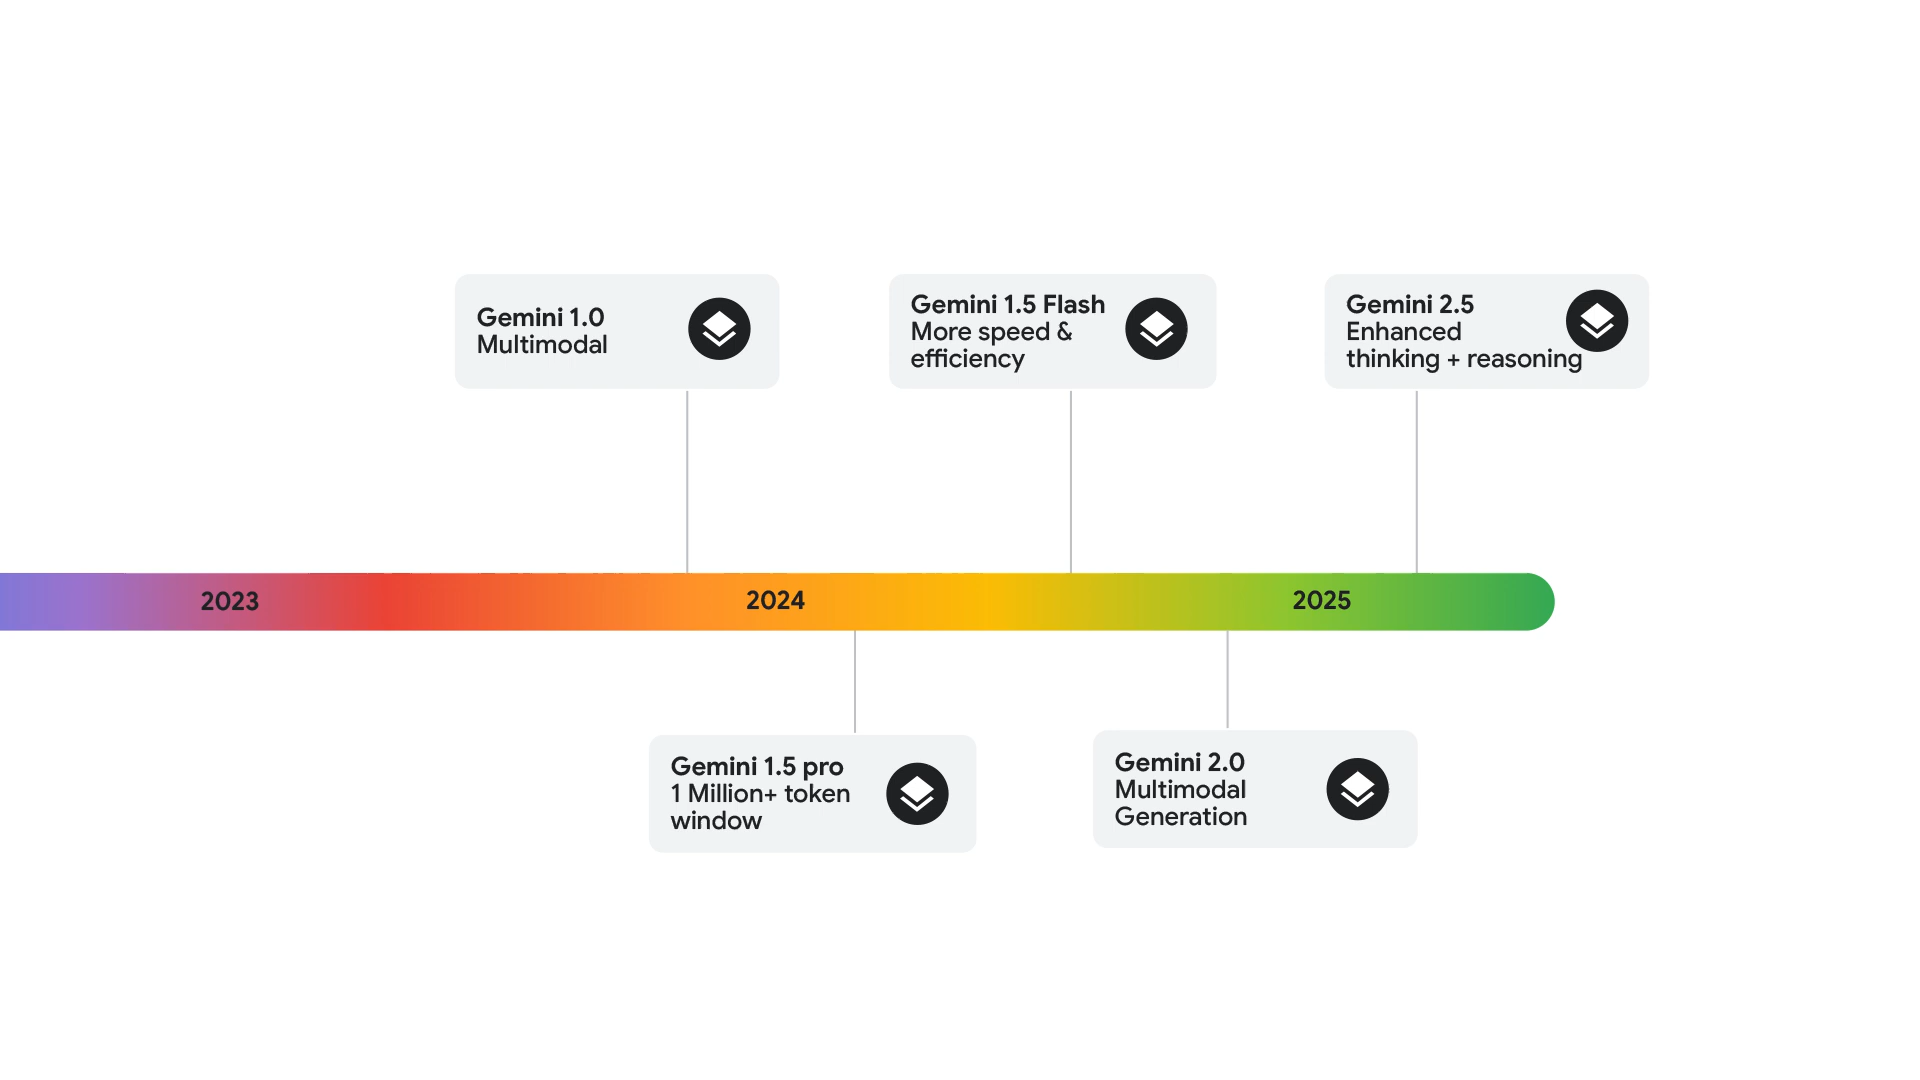 Gemini 1.0
Multimodal
Gemini 1.5 Flash
More speed &
efficiency
Gemini 2.5
Enhanced
thinking + reasoning
2023
2024
2025
Gemini 1.5 pro
1 Million+ token
window
Gemini 2.0
Multimodal
Generation